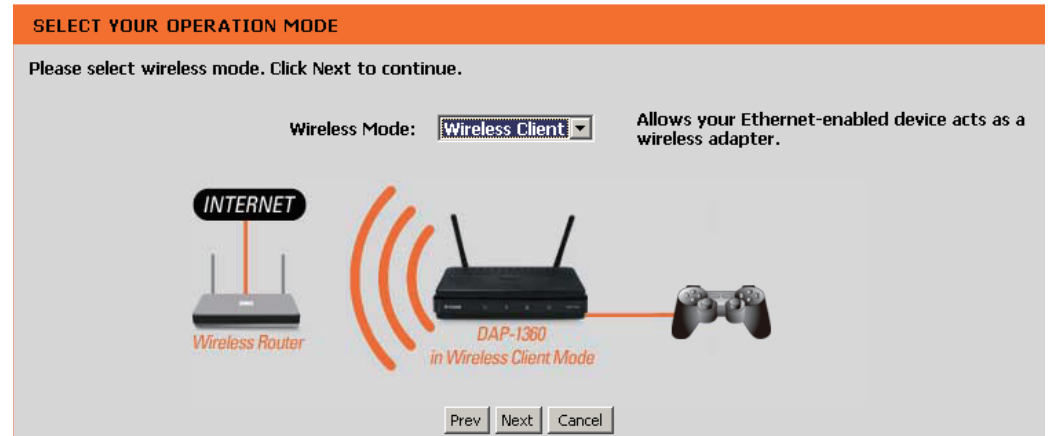 SELECT YOUR OPERATION MODE
Please select wireless mode. Click Next to continue.
Wireless Mode: Wireless Client Allows your Ethernet-enabled device acts as a
wireless adapter.
INTERNET
Wireless Router
DAP-1360
in Wireless Client Mode
Prev Next Cancel